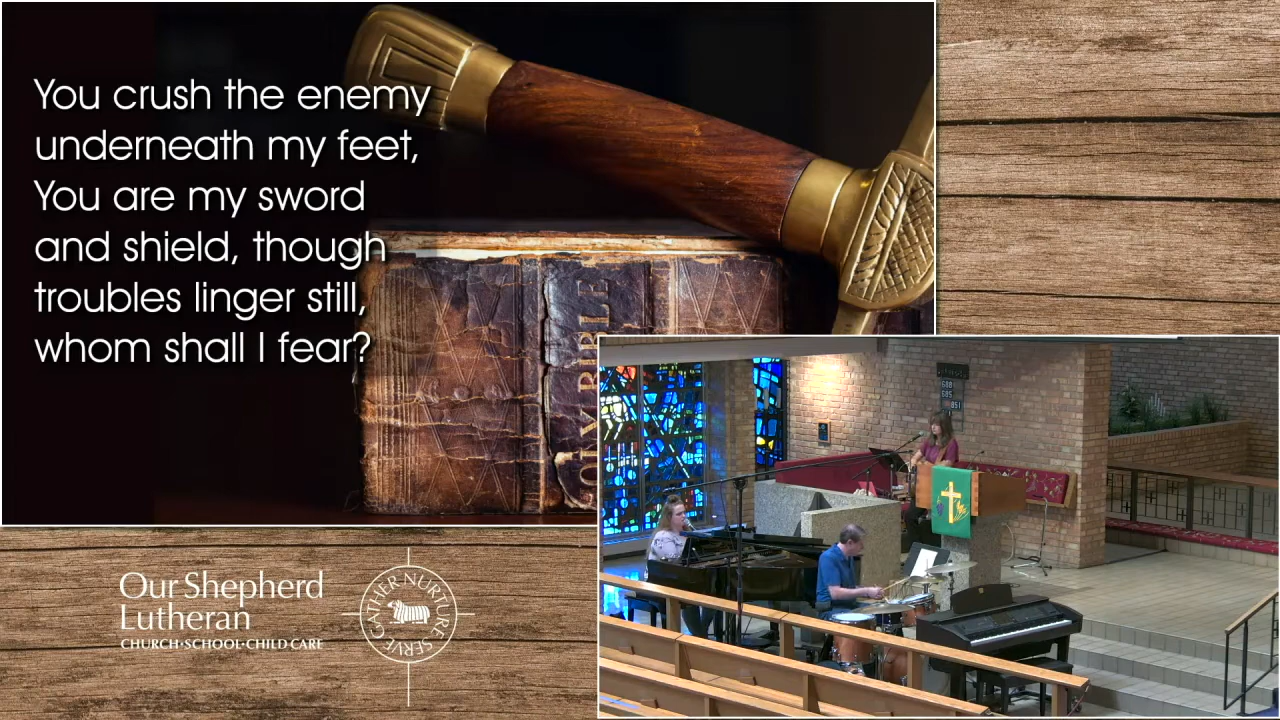 You crush the enemy
underneath my feet,
You are my sword
and shield, though
troubles linger still,
whom shall I fear?
HOLY BIBLE
Our Shepherd
Lutheran
CHURCH•SCHOOL•CHILD CARE
GATHER NURTURE SERVE